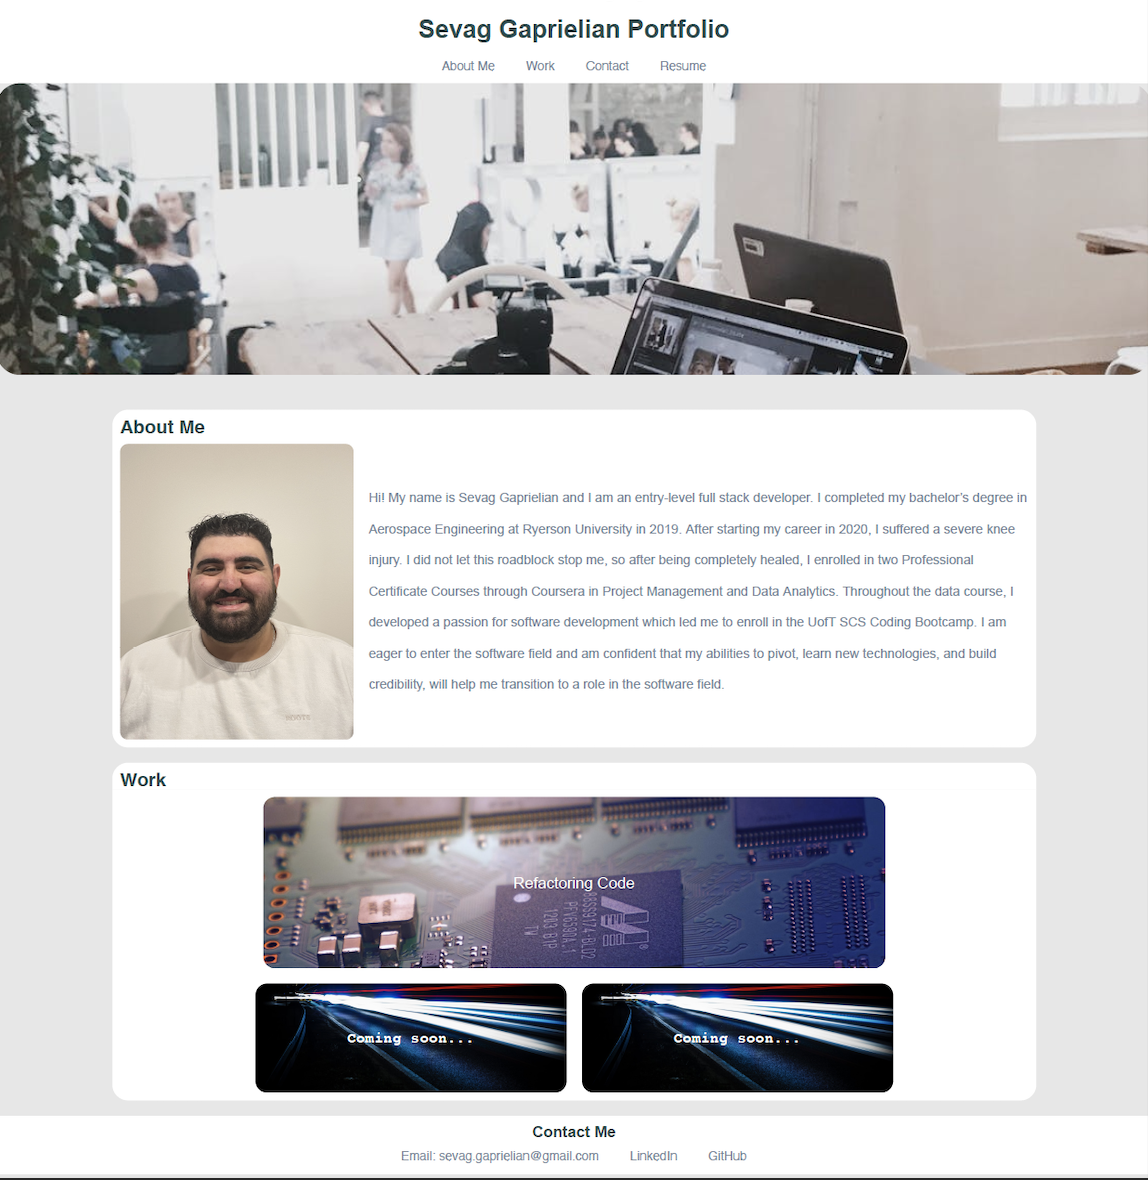 Sevag Gaprielian Portfolio
About Me Work Contact Resume
About Me
Hi! My name is Sevag Gaprielian and I am an entry-level full stack developer. I completed my bachelor's degree in
Aerospace Engineering at Ryerson University in 2019. After starting my career in 2020, I suffered a severe knee
injury. I did not let this roadblock stop me, so after being completely healed, I enrolled in two Professional
Certificate Courses through Coursera in Project Management and Data Analytics. Throughout the data course, I
developed a passion for software development which led me to enroll in the UofT SCS Coding Bootcamp. I am
eager to enter the software field and am confident that my abilities to pivot, learn new technologies, and build
credibility, will help me transition to a role in the software field.
Work
Refactoring Code
88SS9174-BLD2
1203 B1P
TW
Coming soon...
Coming soon...
Contact Me
Email: sevag.gaprielian@gmail.com LinkedIn GitHub